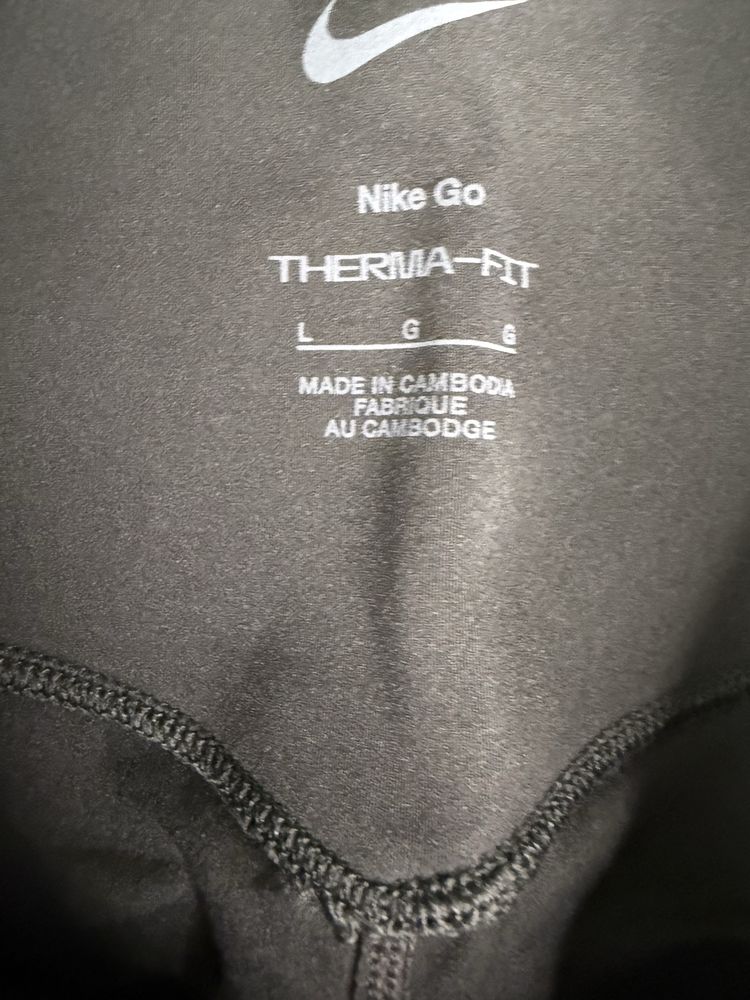 Nike Go
THERMA-FIT
L G G
MADE IN CAMBODIA
FABRIQUE
AU CAMBODGE